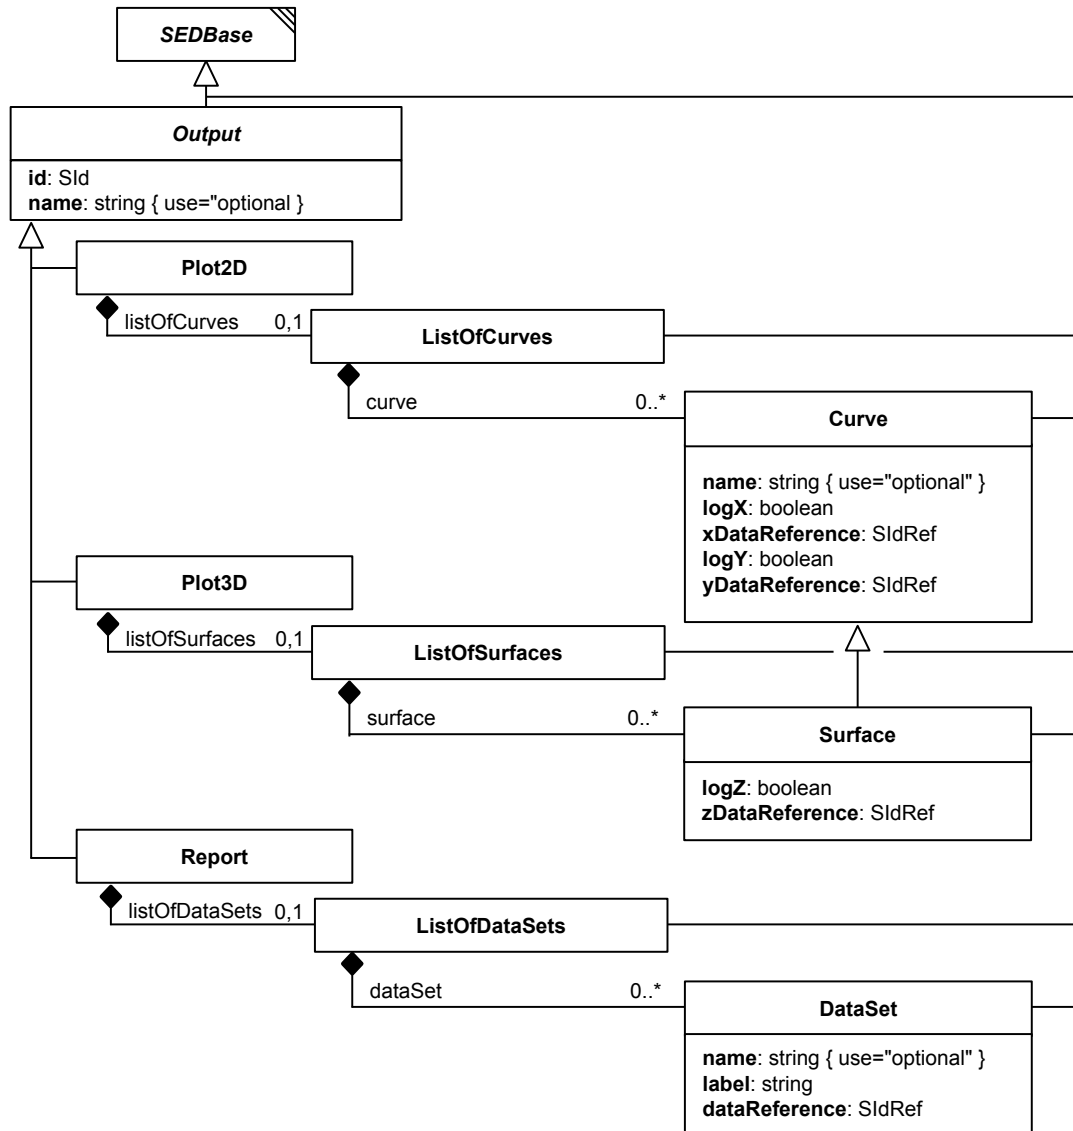 SEDBase
Output
id: SId
name: string { use="optional }
Plot2D
listOfCurves 0,1
ListOfCurves
curve 0..*
Curve
name: string { use="optional" }
logX: boolean
xDataReference: SIdRef
logY: boolean
yDataReference: SIdRef
Plot3D
listOfSurfaces 0,1
ListOfSurfaces
surface 0..*
Surface
logZ: boolean
zDataReference: SIdRef
Report
listOfDataSets 0,1
ListOfDataSets
dataSet 0..*
DataSet
name: string { use="optional" }
label: string
dataReference: SIdRef